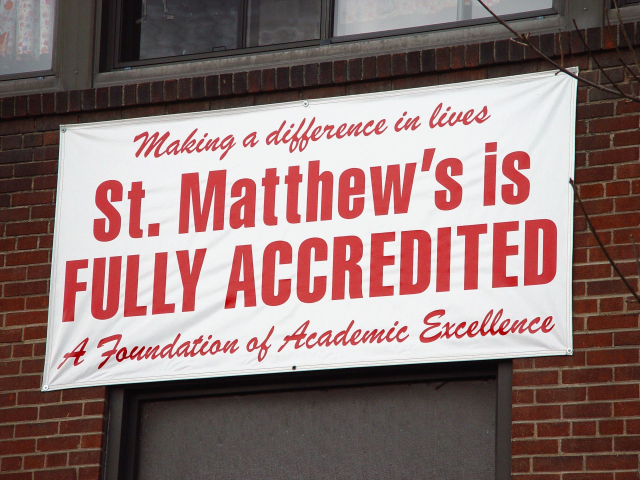 Making a difference in lives
St. Matthew's is
FULLY ACCREDITED
A Foundation of Academic Excellence